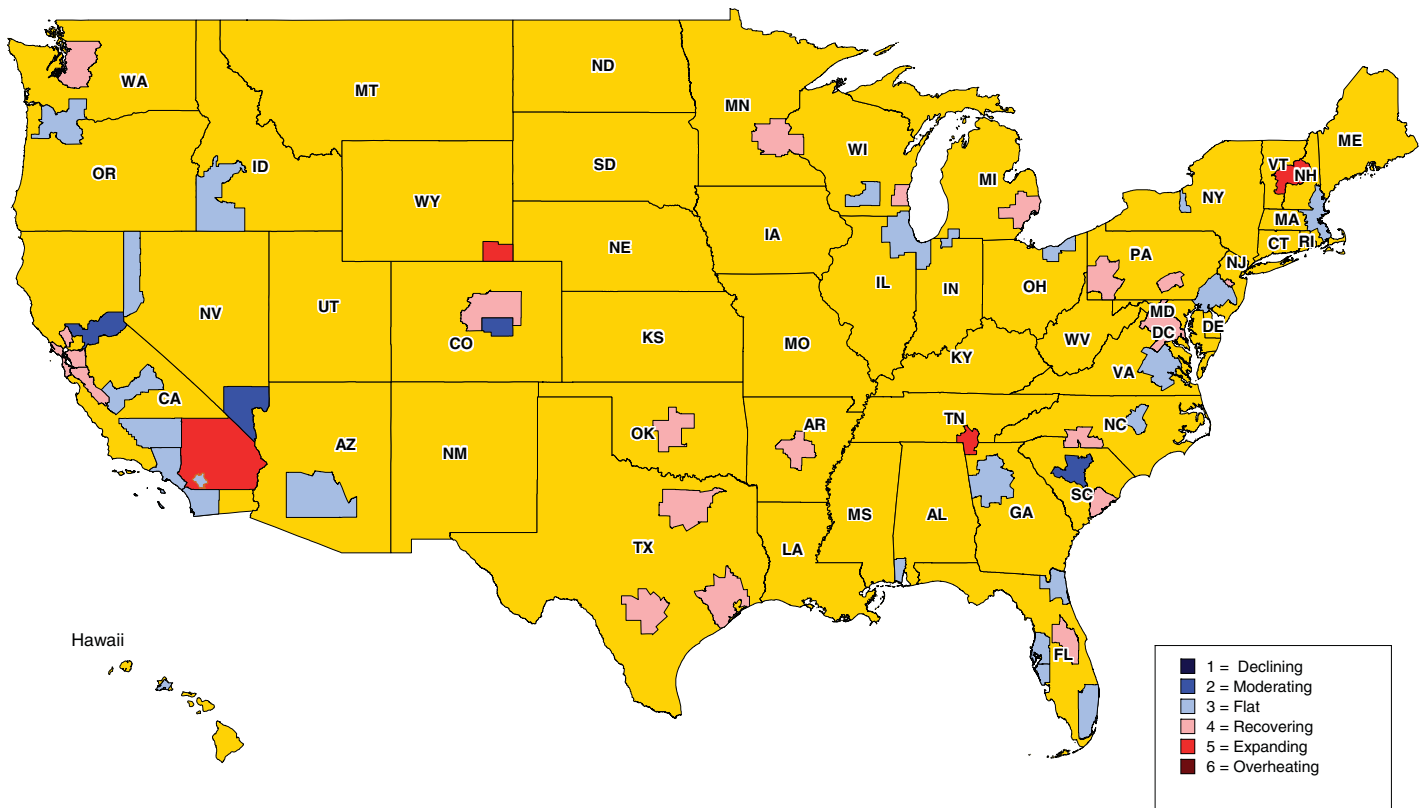 WA
MT
ND
MN
OR
ID
SD
WI
MI
VT
NH
ME
WY
NY
MA
CT RI
IA
NE
PA
NJ
NV
UT
IL
IN
OH
MD
DC
DE
CO
KS
MO
WV
KY
VA
CA
AZ
NM
OK
AR
TN
NC
SC
MS
AL
GA
TX
LA
FL
Hawaii
1 = Declining
2 = Moderating
3 = Flat
4 = Recovering
5 = Expanding
6 = Overheating